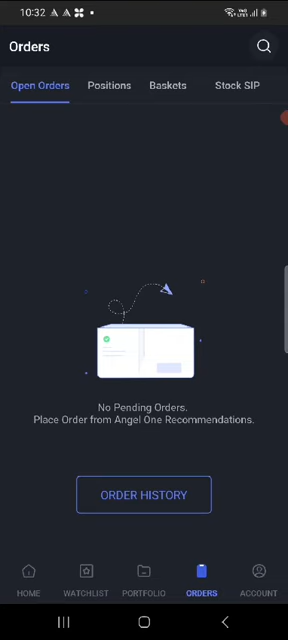 10:32
Orders
Open Orders Positions Baskets Stock SIP
No Pending Orders.
Place Order from Angel One Recommendations.
ORDER HISTORY
HOME WATCHLIST PORTFOLIO ORDERS ACCOUNT